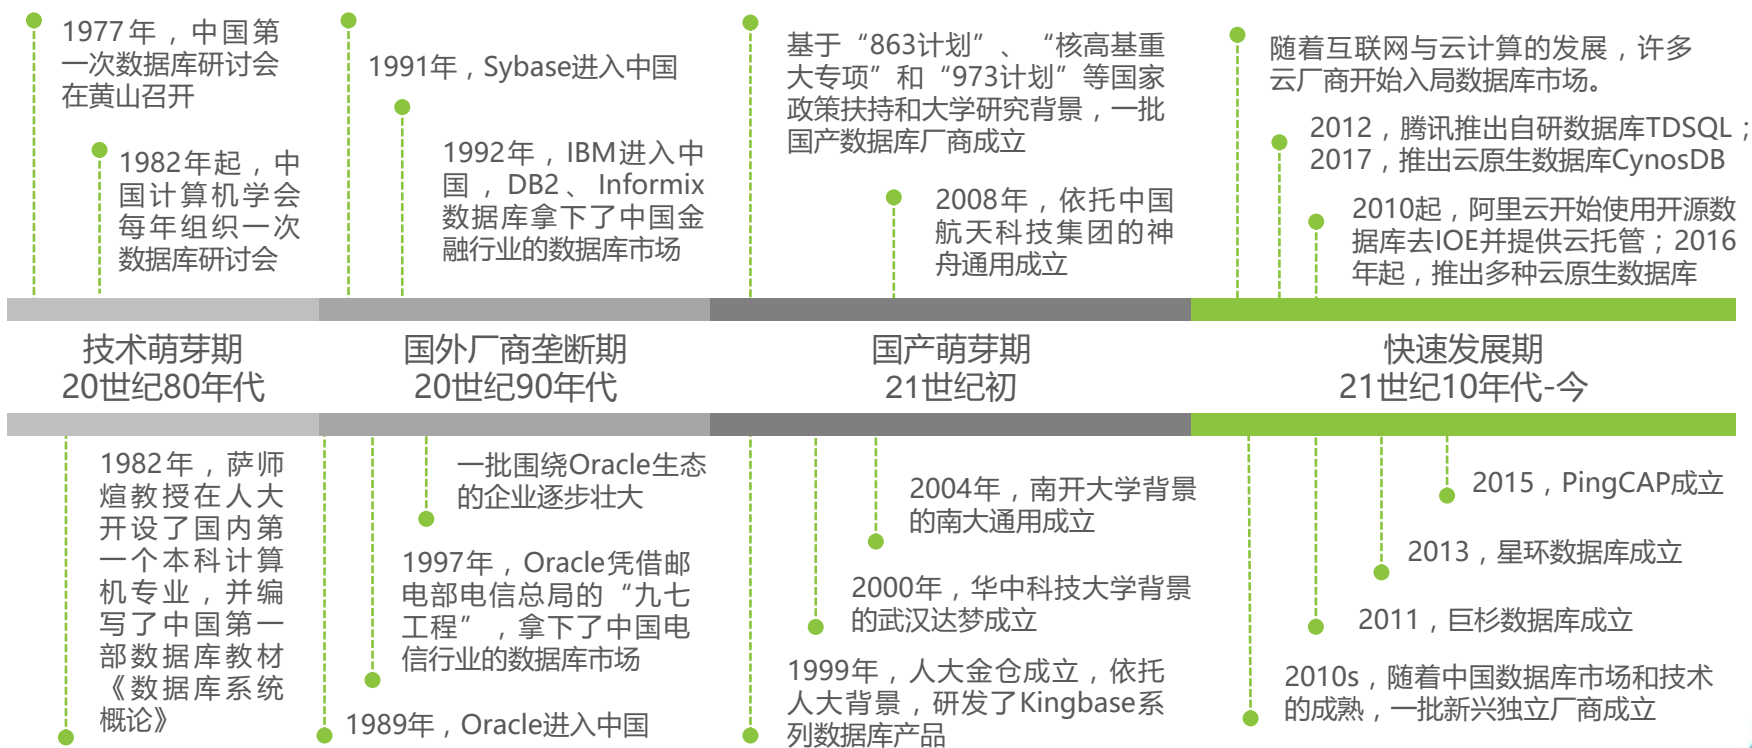 1977年，中国第
一次数据库研讨会
在黄山召开
1982年起，中
国计算机学会
每年组织一次
数据库研讨会
1991年，Sybase进入中国
1992年，IBM进入中
国，DB2、Informix
数据库拿下了中国金
融行业的数据库市场
基于“863计划”、“核高基重
大专项”和“973计划”等国家
政策扶持和大学研究背景，一批
国产数据库厂商成立
2008年，依托中国
航天科技集团的神
舟通用成立
随着互联网与云计算的发展，许多
云厂商开始入局数据库市场。
2012，腾讯推出自研数据库TDSQL；
2017，推出云原生数据库CynosDB
2010起，阿里云开始使用开源数
据库去IOE并提供云托管；2016
年起，推出多种云原生数据库
技术萌芽期
20世纪80年代
国外厂商垄断期
20世纪90年代
国产萌芽期
21世纪初
快速发展期
21世纪10年代-今
1982年，萨师
煊教授在人大
开设了国内第
一个本科计算
机专业，并编
写了中国第一
部数据库教材
《数据库系统
概论》
一批围绕Oracle生态
的企业逐步壮大
1997年，Oracle凭借邮
电部电信总局的“九七
工程”，拿下了中国电
信行业的数据库市场
1989年，Oracle进入中国
2004年，南开大学背景
的南大通用成立
2000年，华中科技大学背景
的武汉达梦成立
1999年，人大金仓成立，依托
人大背景，研发了Kingbase系
列数据库产品
2015，PingCAP成立
2013，星环数据库成立
2011，巨杉数据库成立
2010s，随着中国数据库市场和技术
的成熟，一批新兴独立厂商成立